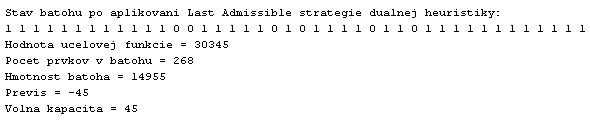 Stav batohu po aplikovani Last Admissible strategie dualnej heuristiky:
1 1 1 1 1 1 1 1 1 1 1 1 0 0 1 1 1 1 1 0 1 0 1 1 1 1 0 1 1 0 1 1 1 1 1 1 1 1 1 1 1 1
Hodnota ucelovej funkcie = 30345
Pocet prvkov v batohu = 268
Hmotnost batoha = 14955
Previs = -45
Volna kapacita = 45